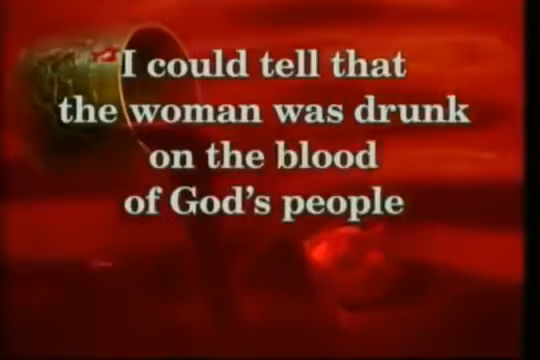 I could tell that
the woman was drunk
on the blood
of God's people